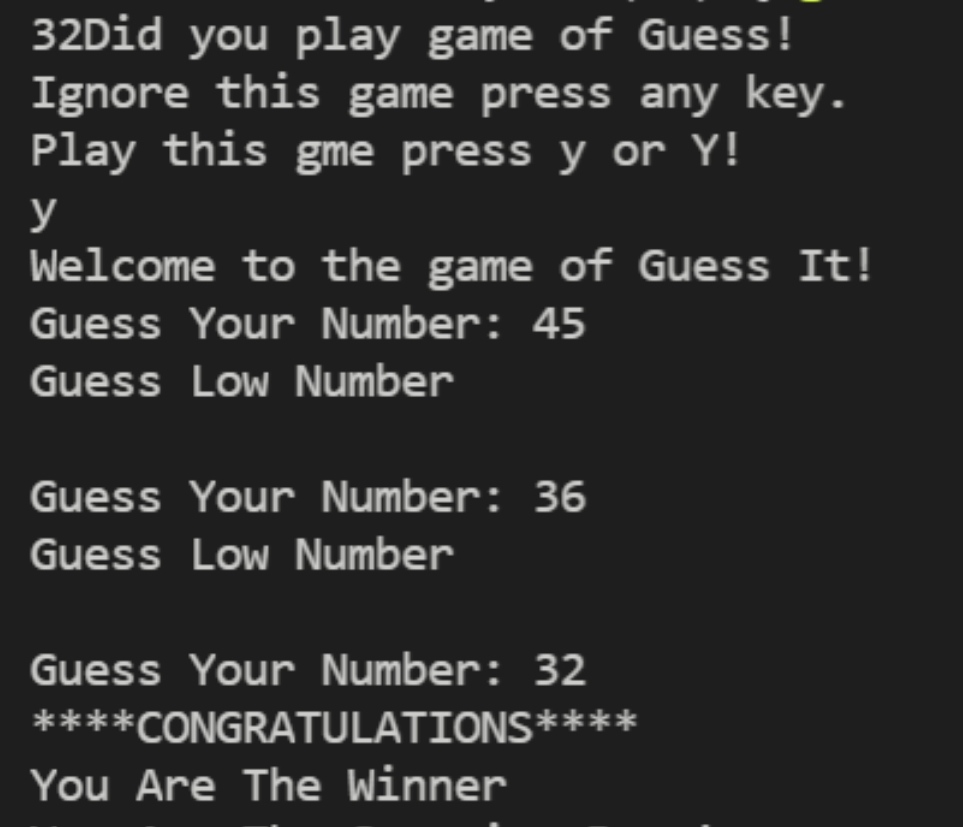 32Did you play game of Guess!
Ignore this game press any key.
Play this gme press y or Y!
y
Welcome to the game of Guess It!
Guess Your Number: 45
Guess Low Number
Guess Your Number: 36
Guess Low Number
Guess Your Number: 32
****CONGRATULATIONS****
You Are The Winner